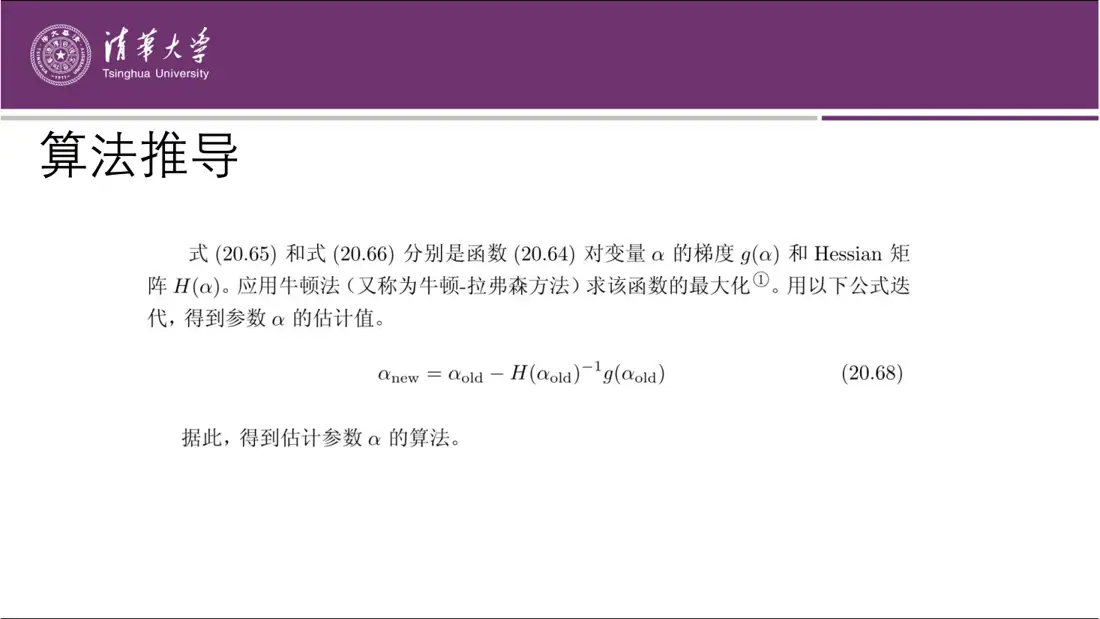 清华大学
Tsinghua University
算法推导
式 (20.65) 和式 (20.66) 分别是函数 (20.64) 对变量 α 的梯度 g(α) 和 Hessian 矩
阵 H(α)。应用牛顿法（又称为牛顿-拉弗森方法）求该函数的最大化①。用以下公式迭
代，得到参数 α 的估计值。
α_new = α_old − H(α_old)^{−1} g(α_old) (20.68)
据此，得到估计参数 α 的算法。